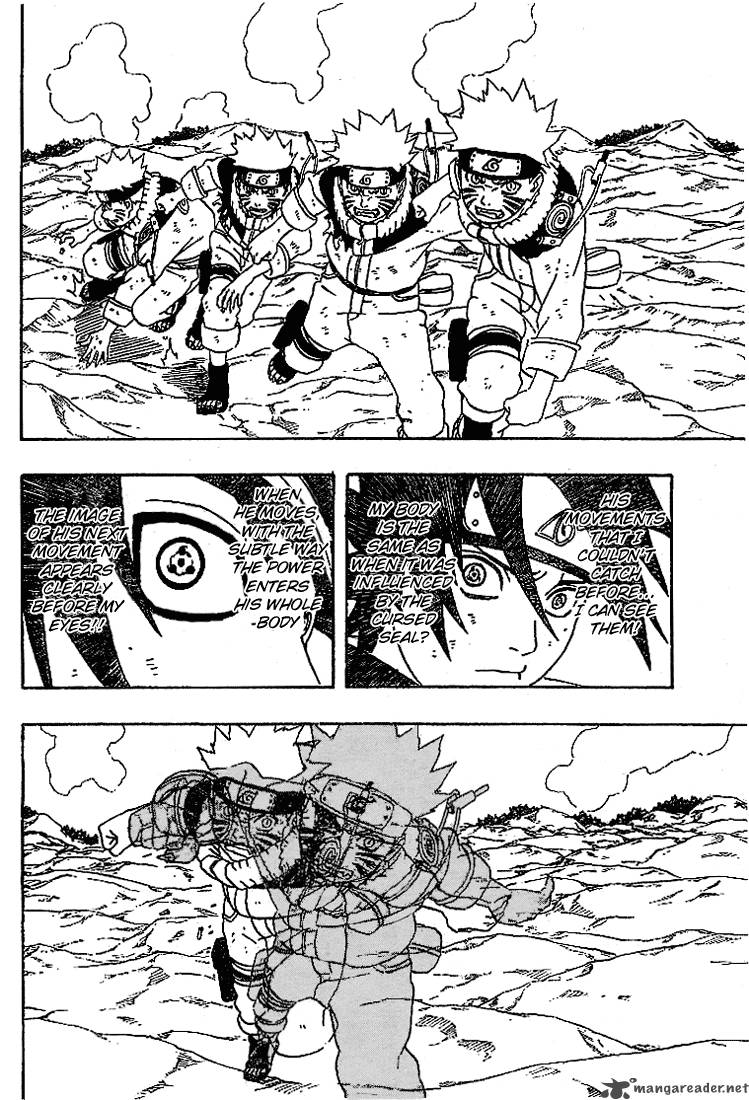 HIS
MOVEMENTS
THAT I
COULDN'T
CATCH
BEFORE...
I CAN SEE
THEM!
MY BODY
IS THE
SAME AS
WHEN IT WAS
INFLUENCED
BY THE
CURSED
SEAL?
WHEN
HE MOVES,
WITH THE
SUBTLE WAY
THE POWER
ENTERS
HIS WHOLE
-BODY
THE IMAGE
OF HIS NEXT
MOVEMENT
APPEARS
CLEARLY
BEFORE MY
EYES!!
mangareader.net